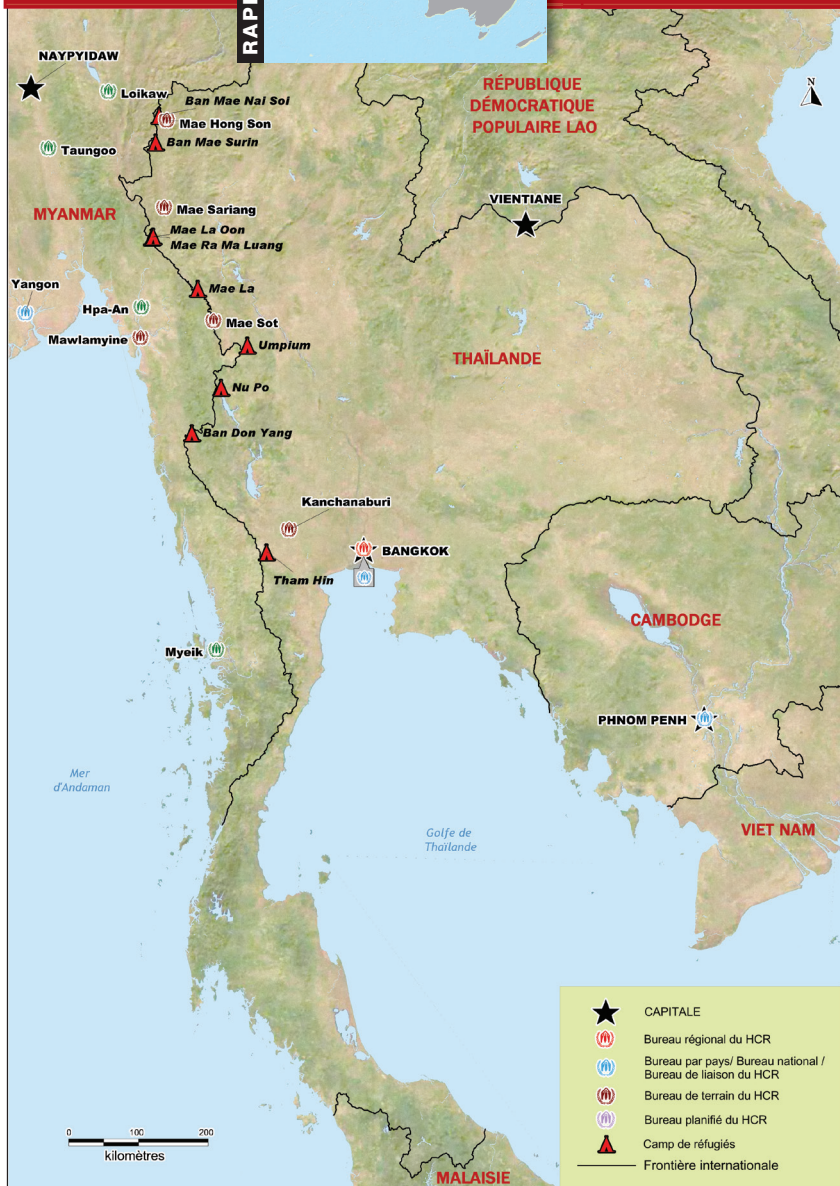 RAP
NAYPYIDAW
Loikaw
Ban Mae Nai Soi
Mae Hong Son
Taungoo
Ban Mae Surin
RÉPUBLIQUE
DÉMOCRATIQUE
POPULAIRE LAO
N
MYANMAR
Mae Sariang
VIENTIANE
Mae La Oon
Mae Ra Ma Luang
Yangon
Mae La
Hpa-An
Mae Sot
Mawlamyine
Umpium
THAÏLANDE
Nu Po
Ban Don Yang
Kanchanaburi
BANGKOK
Tham Hin
CAMBODGE
Myeik
PHNOM PENH
Mer
d'Andaman
Golfe de
Thaïlande
VIET NAM
CAPITALE
Bureau régional du HCR
Bureau par pays/ Bureau national /
Bureau de liaison du HCR
Bureau de terrain du HCR
Bureau planifié du HCR
Camp de réfugiés
Frontière internationale
0 100 200
kilomètres
MALAISIE